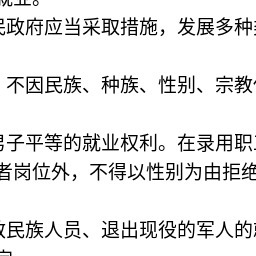 就业。
民政府应当采取措施，发展多种
，不因民族、种族、性别、宗教
男子平等的就业权利。在录用职
者岗位外，不得以性别为由拒绝
数民族人员、退出现役的军人的